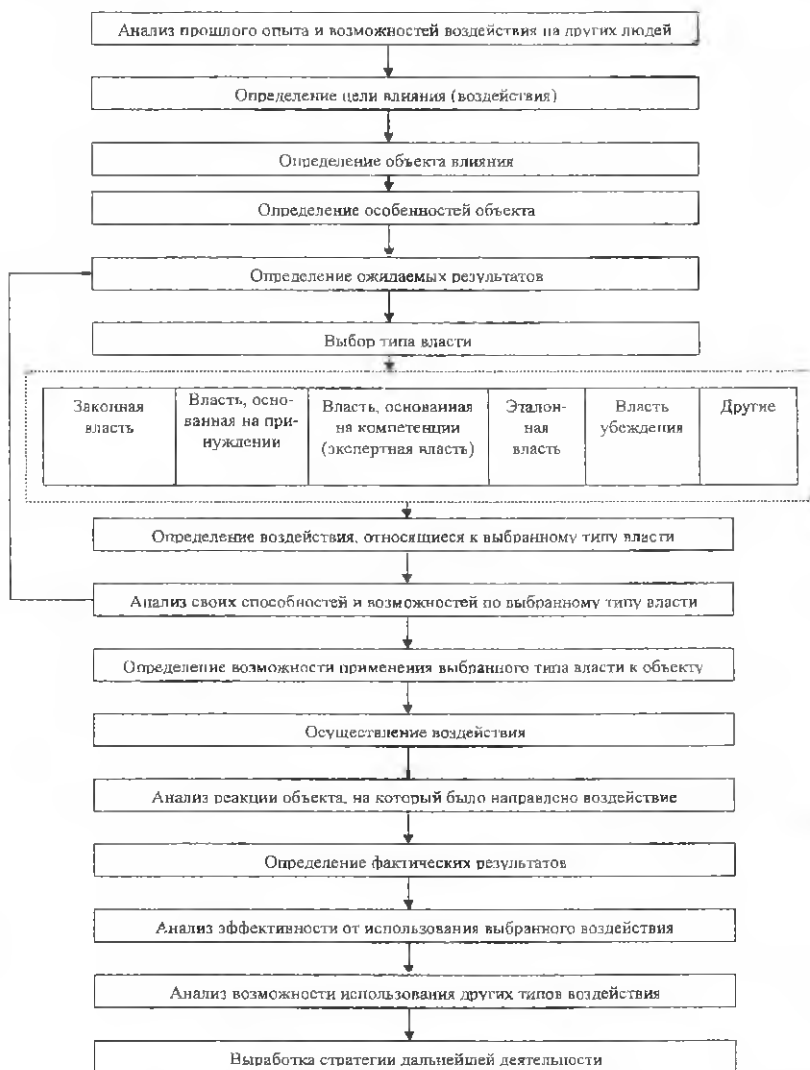 Анализ прошлого опыта и возможностей воздействия на других людей
Определение цели влияния (воздействия)
Определение объекта влияния
Определение особенностей объекта
Определение ожидаемых результатов
Выбор типа власти
Законная
власть
Власть, осно-
ванная на при-
нуждении
Власть, основанная
на компетенции
(экспертная власть)
Эталон-
ная
власть
Власть
убеждения
Другие
Определение воздействия, относящиеся к выбранному типу власти
Анализ своих способностей и возможностей по выбранному типу власти
Определение возможности применения выбранного типа власти к объекту
Осуществление воздействия
Анализ реакции объекта, на который было направлено воздействие
Определение фактических результатов
Анализ эффективности от использования выбранного воздействия
Анализ возможности использования других типов воздействия
Выработка стратегии дальнейшей деятельности